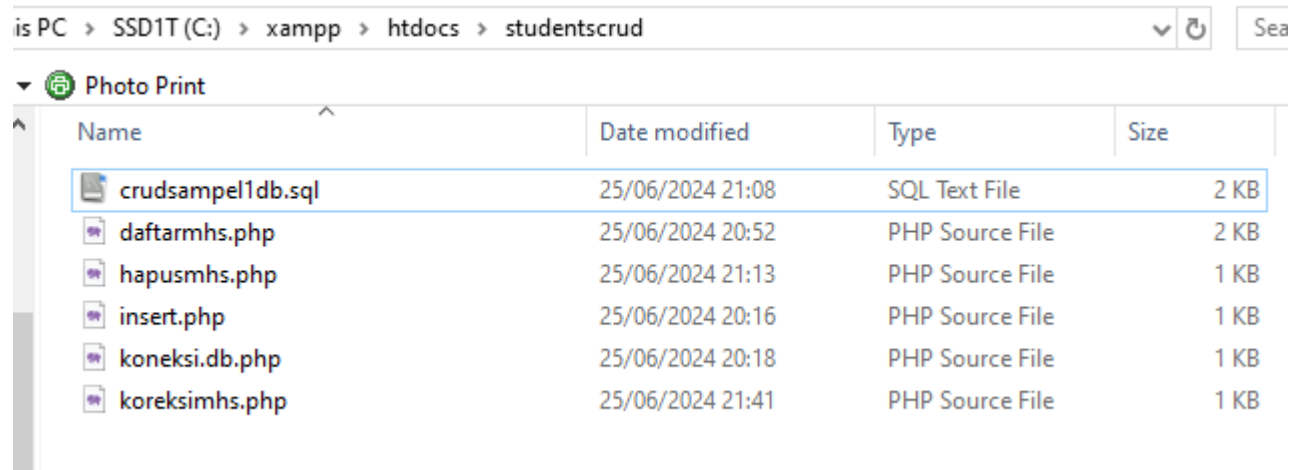 is PC > SSD1T (C:) > xampp > htdocs > studentscrud Sea
Photo Print
Name Date modified Type Size
crudsampel1db.sql 25/06/2024 21:08 SQL Text File 2 KB
daftarmhs.php 25/06/2024 20:52 PHP Source File 2 KB
hapusmhs.php 25/06/2024 21:13 PHP Source File 1 KB
insert.php 25/06/2024 20:16 PHP Source File 1 KB
koneksi.db.php 25/06/2024 20:18 PHP Source File 1 KB
koreksimhs.php 25/06/2024 21:41 PHP Source File 1 KB